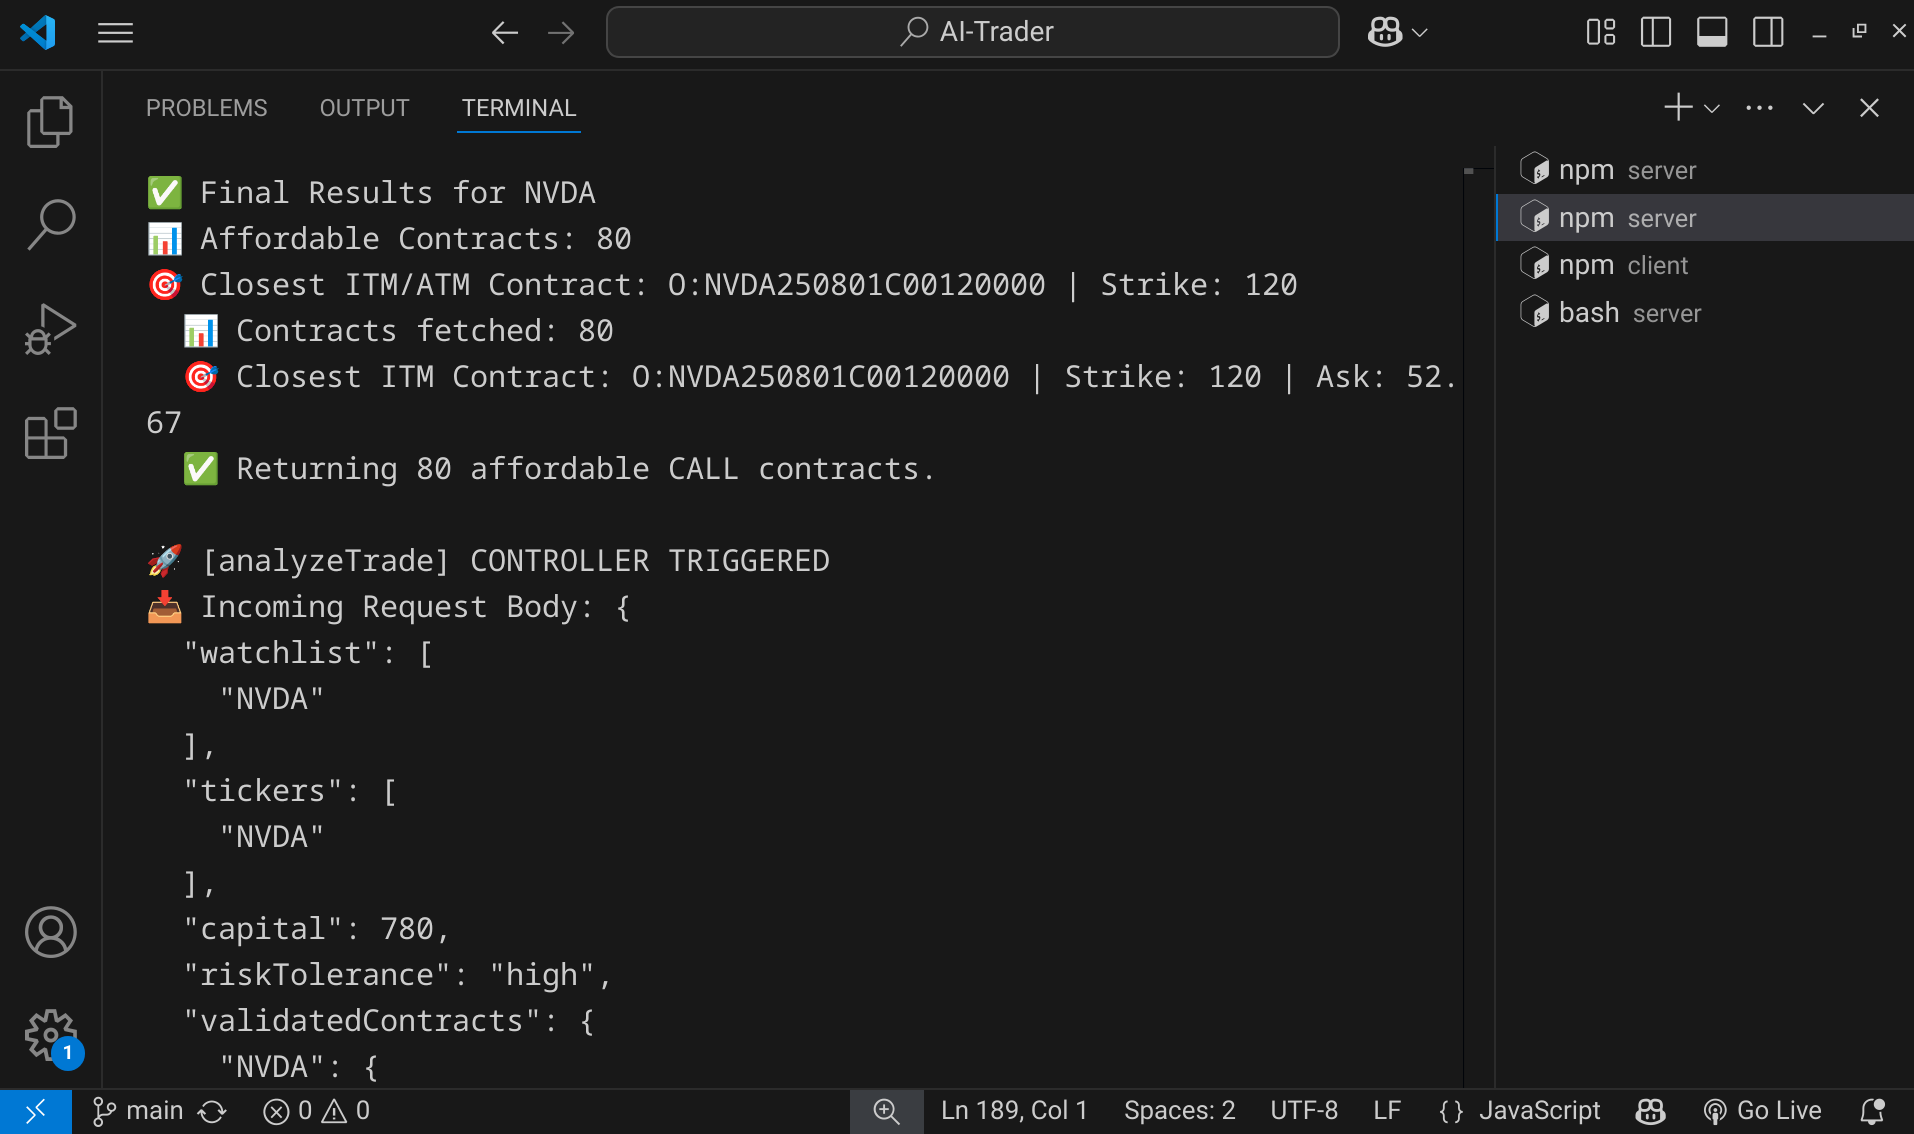 AI-Trader
PROBLEMS OUTPUT TERMINAL
✅ Final Results for NVDA
📊 Affordable Contracts: 80
🎯 Closest ITM/ATM Contract: O:NVDA250801C00120000 | Strike: 120
📊 Contracts fetched: 80
🎯 Closest ITM Contract: O:NVDA250801C00120000 | Strike: 120 | Ask: 52.
67
✅ Returning 80 affordable CALL contracts.
🚀 [analyzeTrade] CONTROLLER TRIGGERED
📥 Incoming Request Body: {
"watchlist": [
"NVDA"
],
"tickers": [
"NVDA"
],
"capital": 780,
"riskTolerance": "high",
"validatedContracts": {
"NVDA": {
npm server
npm server
npm client
bash server
1
main 0 0 Ln 189, Col 1 Spaces: 2 UTF-8 LF {} JavaScript Go Live